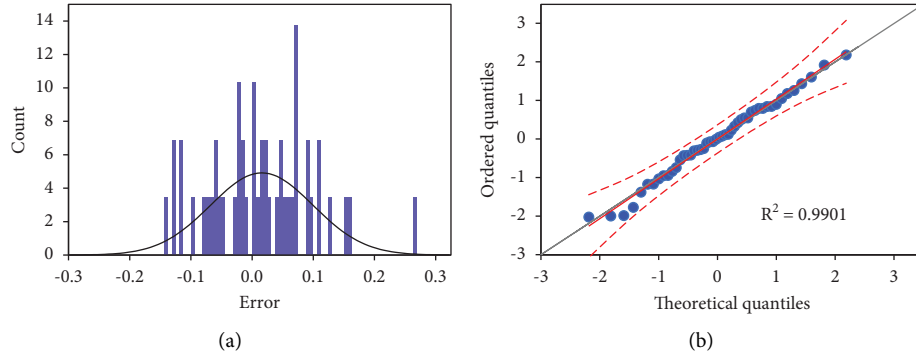 14
12
10
8
6
4
2
0
Count
-0.3 -0.2 -0.1 0.0 0.1 0.2 0.3
Error
(a)
3
2
1
0
-1
-2
-3
Ordered quantiles
R² = 0.9901
-3 -2 -1 0 1 2 3
Theoretical quantiles
(b)